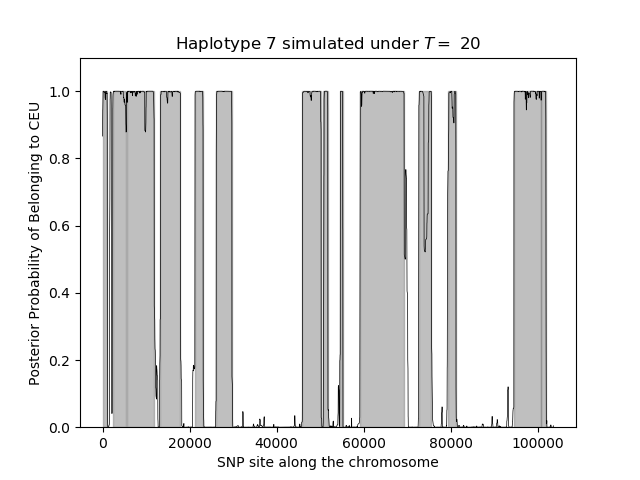 Haplotype 7 simulated under T = 20
Posterior Probability of Belonging to CEU
1.0
0.8
0.6
0.4
0.2
0.0
0 20000 40000 60000 80000 100000
SNP site along the chromosome